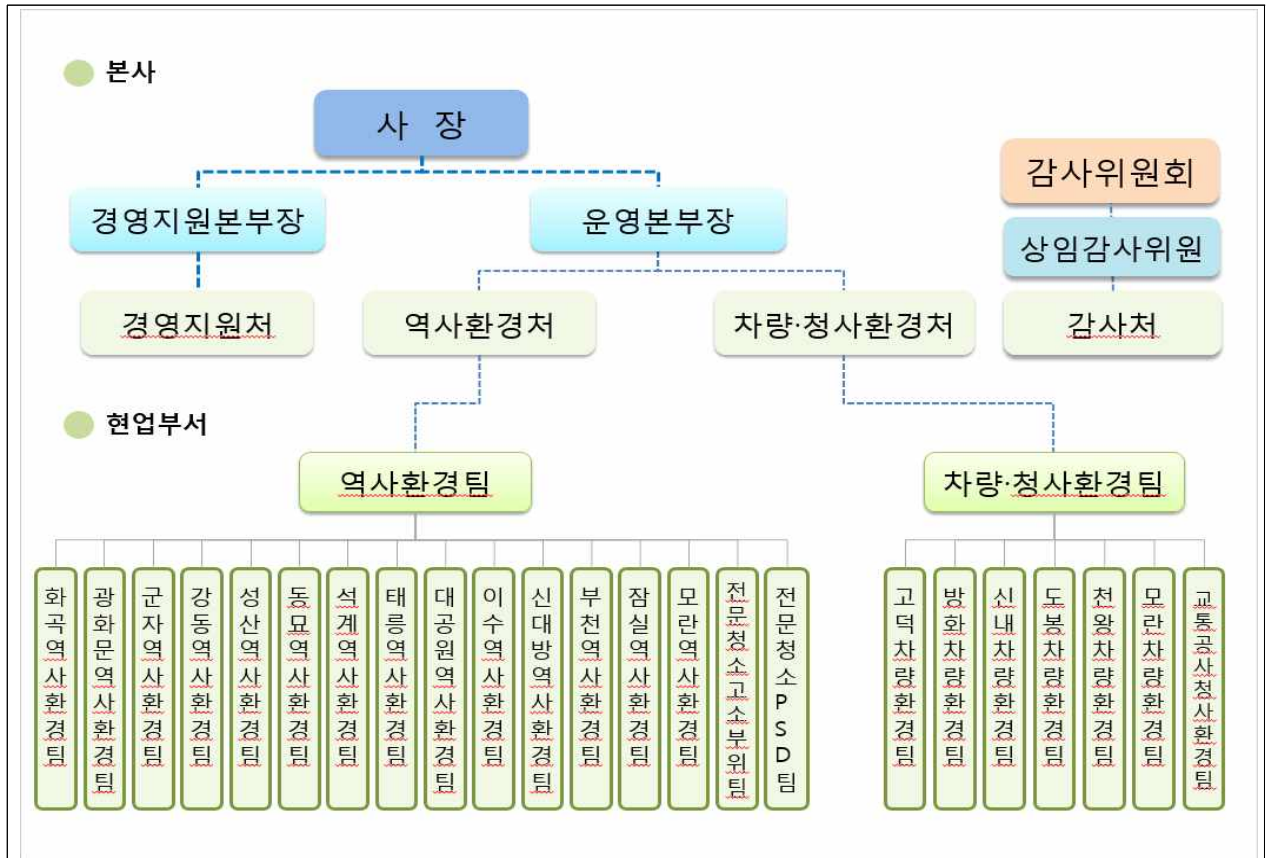 본사
사 장
감사위원회
경영지원본부장
운영본부장
상임감사위원
경영지원처
역사환경처
차량·청사환경처
감사처
현업부서
역사환경팀
차량·청사환경팀
화곡역사환경팀
광화문역사환경팀
군자역사환경팀
강동역사환경팀
성산역사환경팀
동묘역사환경팀
석계역사환경팀
태릉역사환경팀
대공원역사환경팀
이수역사환경팀
신대방역사환경팀
부천역사환경팀
잠실역사환경팀
모란역사환경팀
전문청소고소부위팀
전문청소PSD팀
고덕차량환경팀
방화차량환경팀
신내차량환경팀
도봉차량환경팀
천왕차량환경팀
모란차량환경팀
교통공사청사환경팀